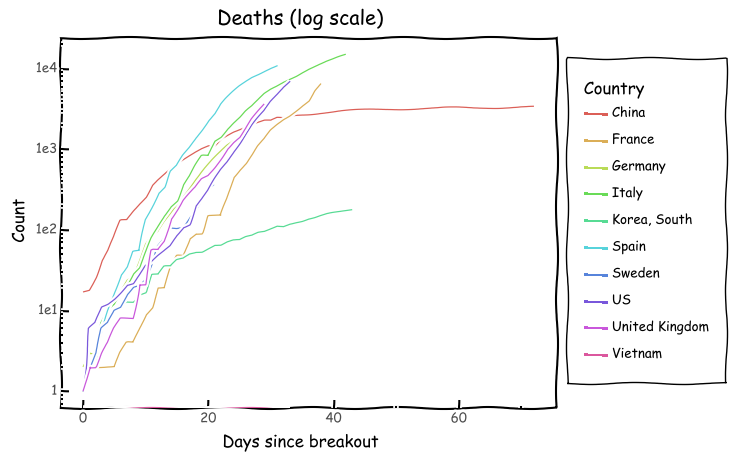 Deaths (log scale)
Count
1e4
1e3
1e2
1e1
1
0
20
40
60
Days since breakout
Country
China
France
Germany
Italy
Korea, South
Spain
Sweden
US
United Kingdom
Vietnam